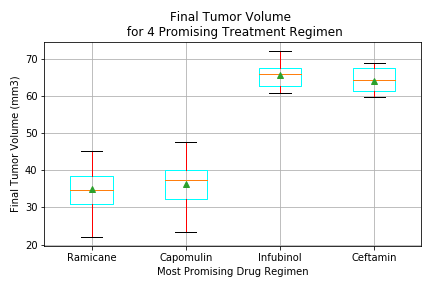 Final Tumor Volume
for 4 Promising Treatment Regimen
Final Tumor Volume (mm3)
70
60
50
40
30
20
Ramicane Capomulin Infubinol Ceftamin
Most Promising Drug Regimen